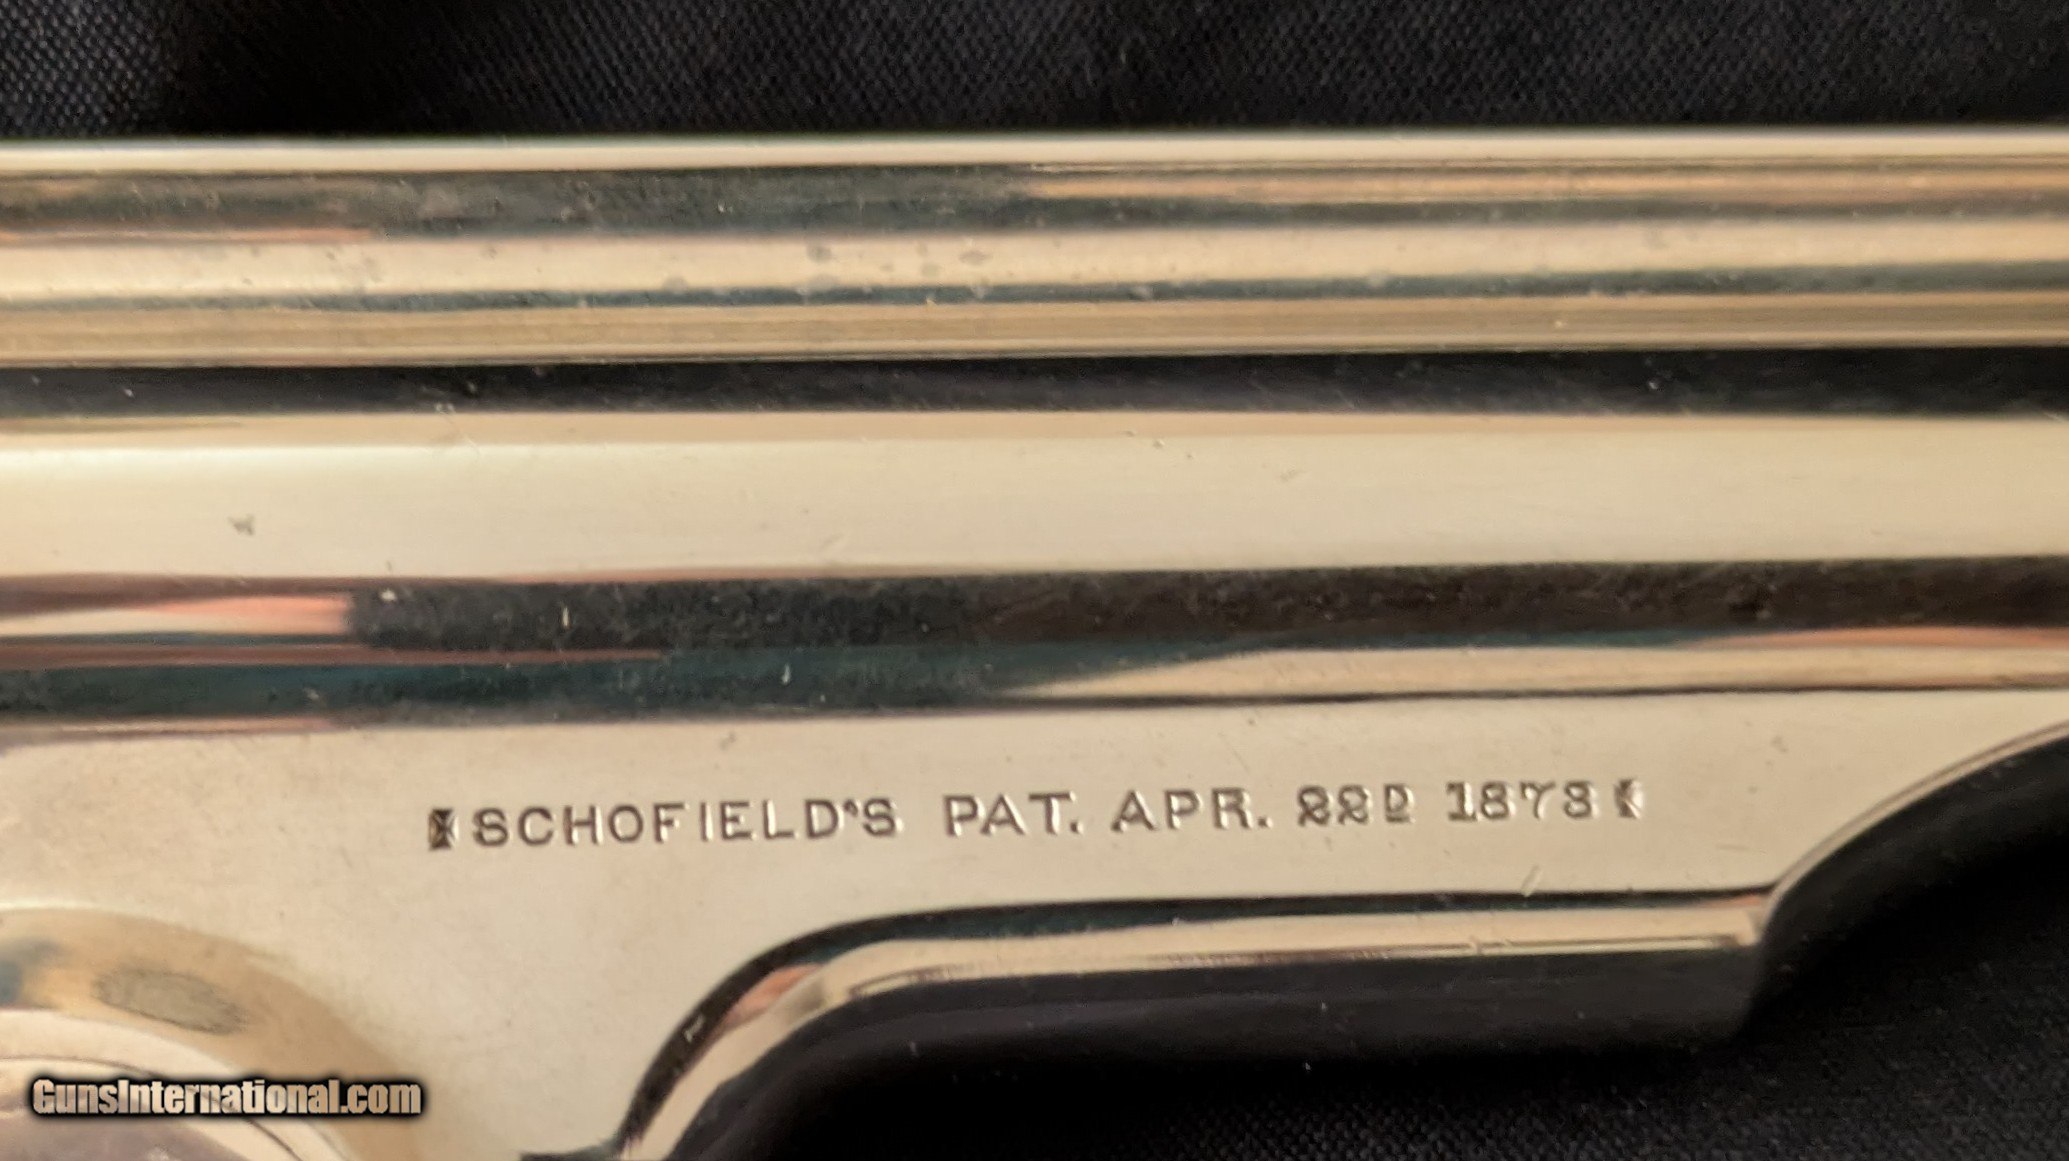 SCHOFIELD'S PAT. APR. 22D 1873
GunsInternational.com